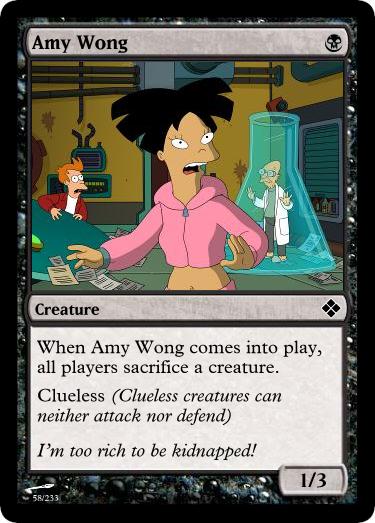 Amy Wong
Creature
When Amy Wong comes into play,
all players sacrifice a creature.
Clueless (Clueless creatures can
neither attack nor defend)
I'm too rich to be kidnapped!
1/3
58/233